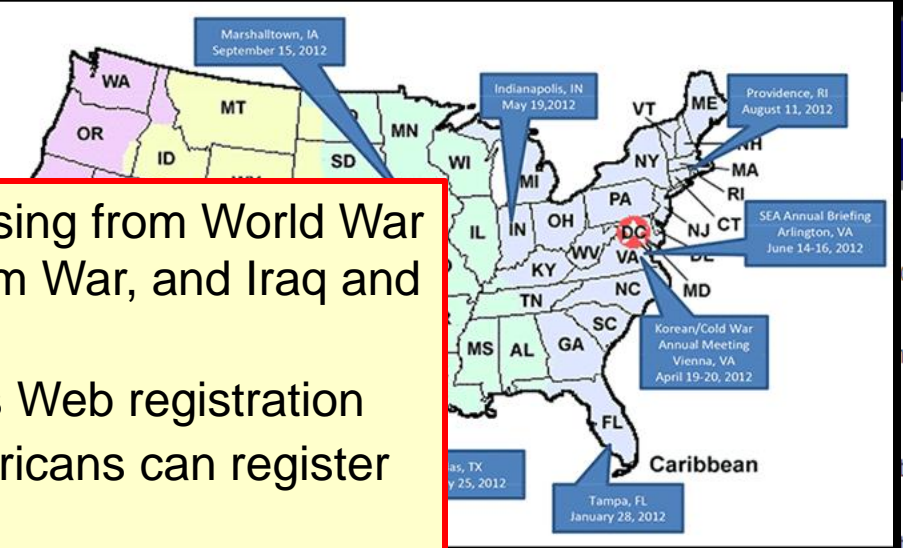 Marshalltown, IA
September 15, 2012
Indianapolis, IN
May 19,2012
Providence, RI
August 11, 2012
WA
MT
MN
VT
ME
OR
ID
SD
WI
MI
NY
NH
MA
RI
CT
NJ
PA
SEA Annual Briefing
Arlington, VA
June 14-16, 2012
IL
IN
OH
WV
DC
VA
MD
KY
NC
TN
SC
MS
AL
GA
Korean/Cold War
Annual Meeting
Vienna, VA
April 19-20, 2012
FL
Caribbean
Tampa, FL
January 28, 2012
as, TX
y 25, 2012
sing from World War
m War, and Iraq and
s Web registration
ricans can register